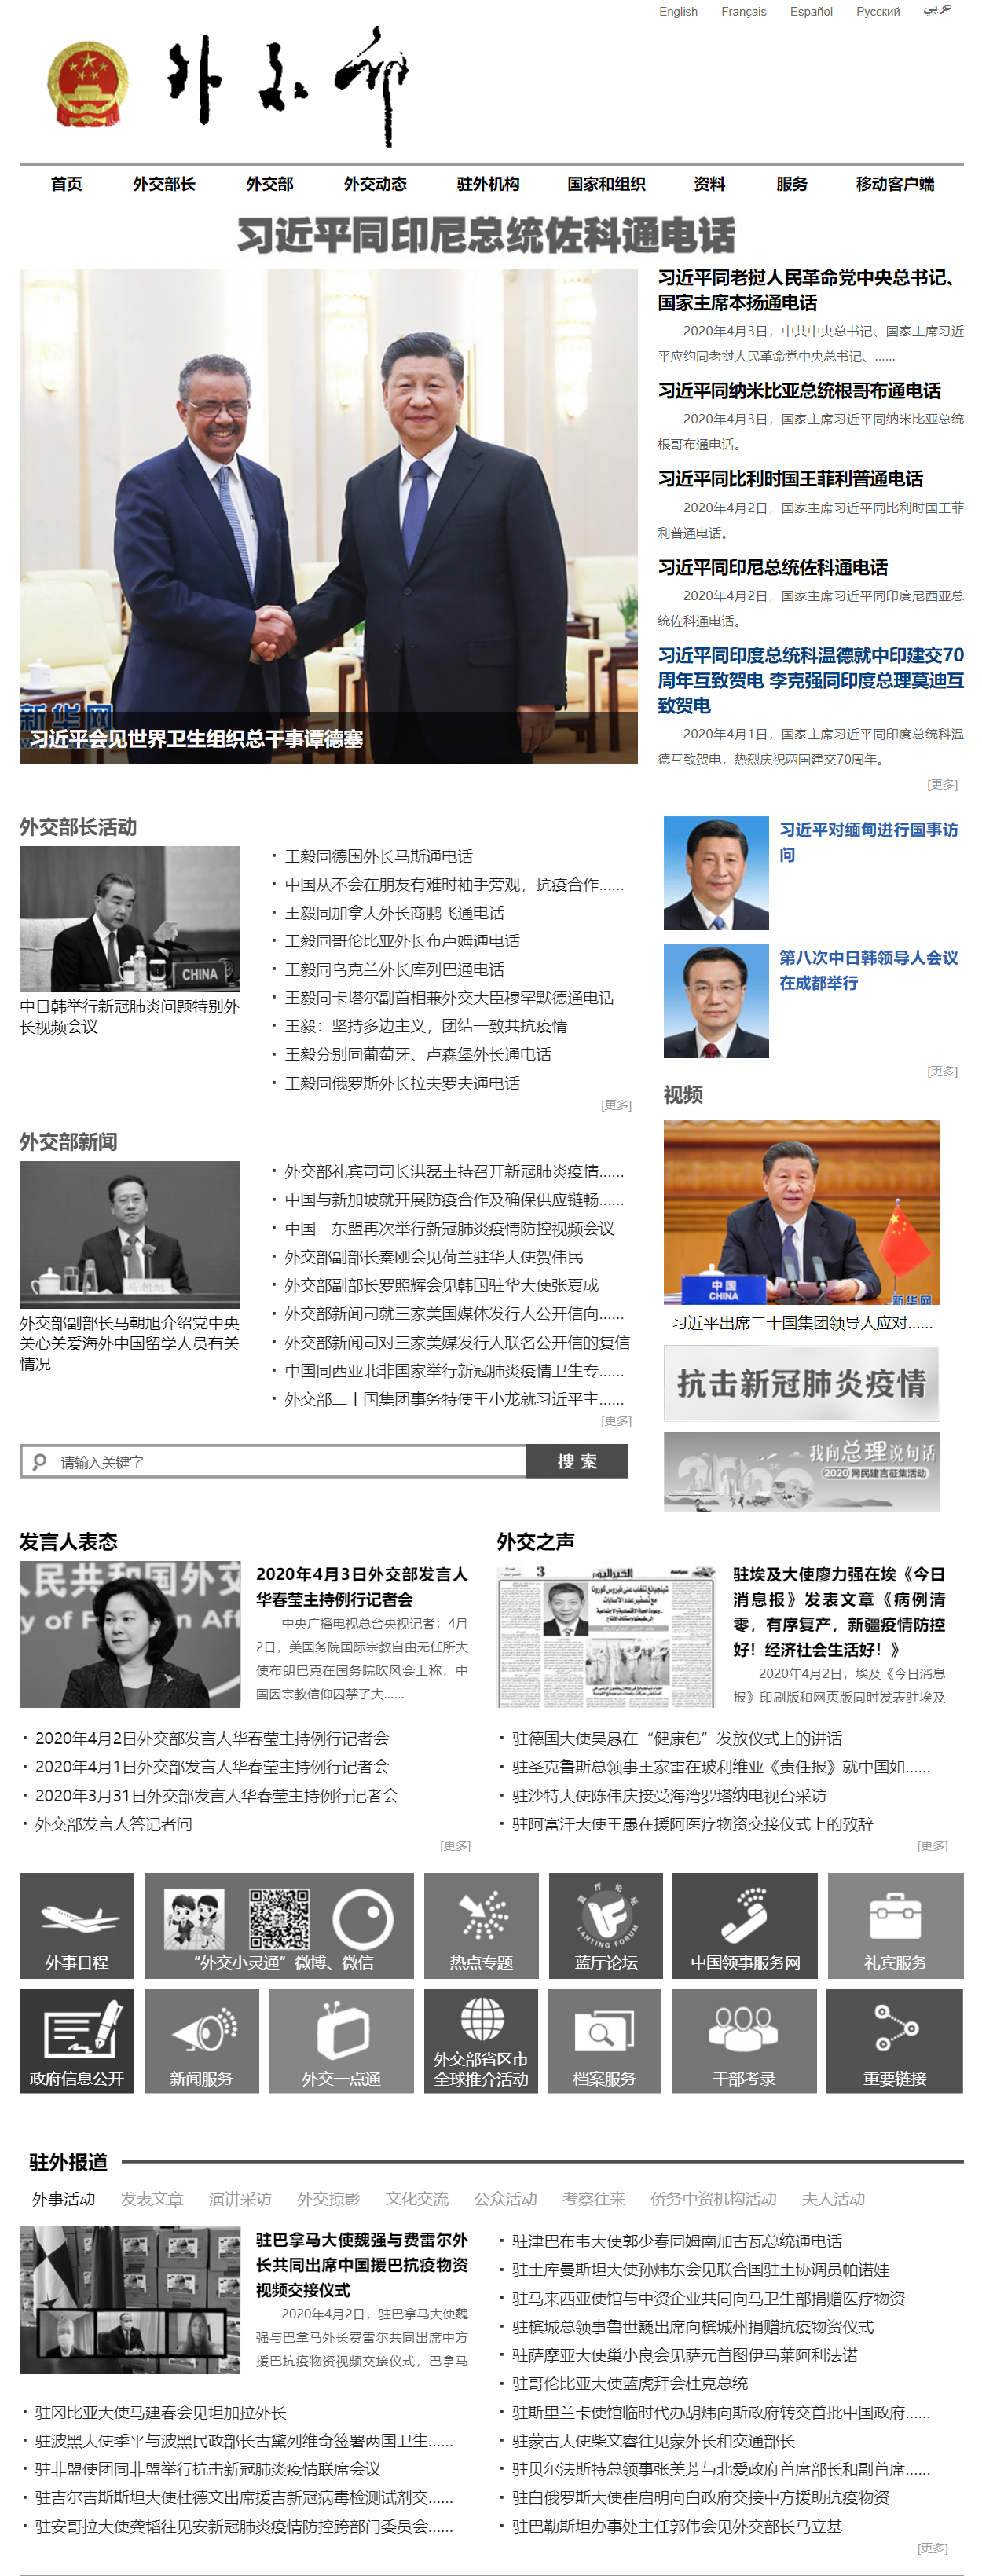 English Français Español Русский عربي
外交部
首页 外交部长 外交部 外交动态 驻外机构 国家和组织 资料 服务 移动客户端
习近平同印尼总统佐科通电话
新华网
习近平会见世界卫生组织总干事谭德塞
习近平同老挝人民革命党中央总书记、
国家主席本扬通电话
2020年4月3日，中共中央总书记、国家主席习近
平应约同老挝人民革命党中央总书记、......
习近平同纳米比亚总统根哥布通电话
2020年4月3日，国家主席习近平同纳米比亚总统
根哥布通电话。
习近平同比利时国王菲利普通电话
2020年4月2日，国家主席习近平同比利时国王菲
利普通电话。
习近平同印尼总统佐科通电话
2020年4月2日，国家主席习近平同印度尼西亚总
统佐科通电话。
习近平同印度总统科温德就中印建交70
周年互致贺电 李克强同印度总理莫迪互
致贺电
2020年4月1日，国家主席习近平同印度总统科温
德互致贺电，热烈庆祝两国建交70周年。
[更多]
外交部长活动
CHINA
中日韩举行新冠肺炎问题特别外
长视频会议
王毅同德国外长马斯通电话
中国从不会在朋友有难时袖手旁观，抗疫合作......
王毅同加拿大外长商鹏飞通电话
王毅同哥伦比亚外长布卢姆通电话
王毅同乌克兰外长库列巴通电话
王毅同卡塔尔副首相兼外交大臣穆罕默德通电话
王毅：坚持多边主义，团结一致共抗疫情
王毅分别同葡萄牙、卢森堡外长通电话
王毅同俄罗斯外长拉夫罗夫通电话
[更多]
习近平对缅甸进行国事访
问
第八次中日韩领导人会议
在成都举行
[更多]
外交部新闻
马朝旭
外交部副部长马朝旭介绍党中央
关心关爱海外中国留学人员有关
情况
外交部礼宾司司长洪磊主持召开新冠肺炎疫情......
中国与新加坡就开展防疫合作及确保供应链畅......
中国－东盟再次举行新冠肺炎疫情防控视频会议
外交部副部长秦刚会见荷兰驻华大使贺伟民
外交部副部长罗照辉会见韩国驻华大使张夏成
外交部新闻司就三家美国媒体发行人公开信向......
外交部新闻司对三家美媒发行人联名公开信的复信
中国同西亚北非国家举行新冠肺炎疫情卫生专......
外交部二十国集团事务特使王小龙就习近平主......
[更多]
视频
中国
CHINA
新华网
习近平出席二十国集团领导人应对......
抗击新冠肺炎疫情
我向总理说句话
2020 网民建言征集活动
请输入关键字
搜 索
发言人表态
人民共和国外交
y of Foreign Affa
2020年4月3日外交部发言人
华春莹主持例行记者会
中央广播电视总台央视记者：4月
2日，美国务院国际宗教自由无任所大
使布朗巴克在国务院吹风会上称，中
国因宗教信仰囚禁了大......
2020年4月2日外交部发言人华春莹主持例行记者会
2020年4月1日外交部发言人华春莹主持例行记者会
2020年3月31日外交部发言人华春莹主持例行记者会
外交部发言人答记者问
[更多]
外交之声
3
驻埃及大使廖力强在埃《今日
消息报》发表文章《病例清
零，有序复产，新疆疫情防控
好！经济社会生活好！》
2020年4月2日，埃及《今日消息
报》印刷版和网页版同时发表驻埃及
驻德国大使吴恳在“健康包”发放仪式上的讲话
驻圣克鲁斯总领事王家雷在玻利维亚《责任报》就中国如......
驻沙特大使陈伟庆接受海湾罗塔纳电视台采访
驻阿富汗大使王愚在援阿医疗物资交接仪式上的致辞
[更多]
外事日程
“外交小灵通”微博、微信
热点专题
蓝厅论坛
LANTING FORUM
蓝厅论坛
中国领事服务网
礼宾服务
政府信息公开
新闻服务
外交一点通
外交部省区市
全球推介活动
档案服务
干部考录
重要链接
驻外报道
外事活动 发表文章 演讲采访 外交掠影 文化交流 公众活动 考察往来 侨务中资机构活动 夫人活动
驻巴拿马大使魏强与费雷尔外
长共同出席中国援巴抗疫物资
视频交接仪式
2020年4月2日，驻巴拿马大使魏
强与巴拿马外长费雷尔共同出席中方
援巴抗疫物资视频交接仪式，巴拿马
驻冈比亚大使马建春会见坦加拉外长
驻波黑大使季平与波黑民政部长古黛列维奇签署两国卫生......
驻非盟使团同非盟举行抗击新冠肺炎疫情联席会议
驻吉尔吉斯斯坦大使杜德文出席援吉新冠病毒检测试剂交......
驻安哥拉大使龚韬往见安新冠肺炎疫情防控跨部门委员会......
驻津巴布韦大使郭少春同姆南加古瓦总统通电话
驻土库曼斯坦大使孙炜东会见联合国驻土协调员帕诺娃
驻马来西亚使馆与中资企业共同向马卫生部捐赠医疗物资
驻槟城总领事鲁世巍出席向槟城州捐赠抗疫物资仪式
驻萨摩亚大使巢小良会见萨元首图伊马莱阿利法诺
驻哥伦比亚大使蓝虎拜会杜克总统
驻斯里兰卡使馆临时代办胡炜向斯政府转交首批中国政府......
驻蒙古大使柴文睿往见蒙外长和交通部长
驻贝尔法斯特总领事张美芳与北爱政府首席部长和副首席......
驻白俄罗斯大使崔启明向白政府交接中方援助抗疫物资
驻巴勒斯坦办事处主任郭伟会见外交部长马立基
[更多]